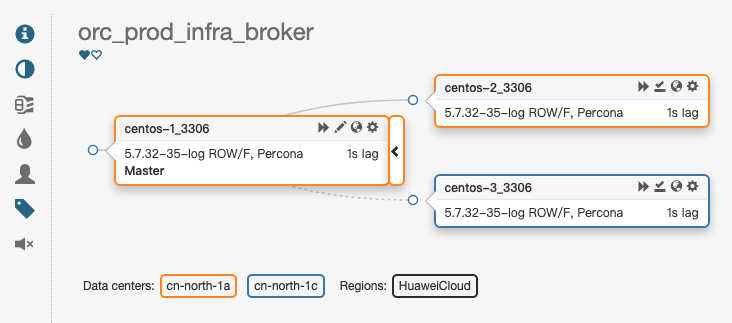 orc_prod_infra_broker
centos-1_3306
5.7.32-35-log ROW/F, Percona 1s lag
Master
centos-2_3306
5.7.32-35-log ROW/F, Percona 1s lag
centos-3_3306
5.7.32-35-log ROW/F, Percona 1s lag
Data centers: cn-north-1a cn-north-1c Regions: HuaweiCloud